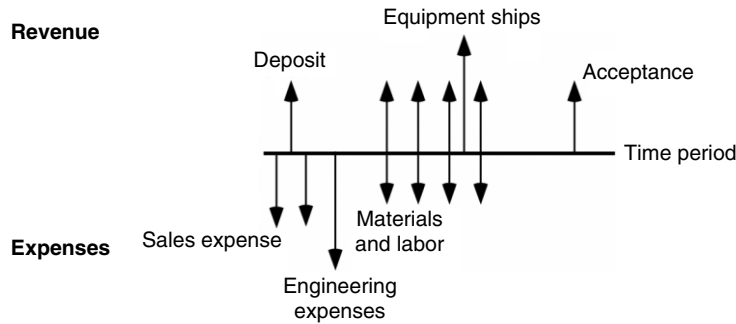 Equipment ships
Revenue
Deposit
Acceptance
Time period
Materials
and labor
Sales expense
Expenses
Engineering
expenses